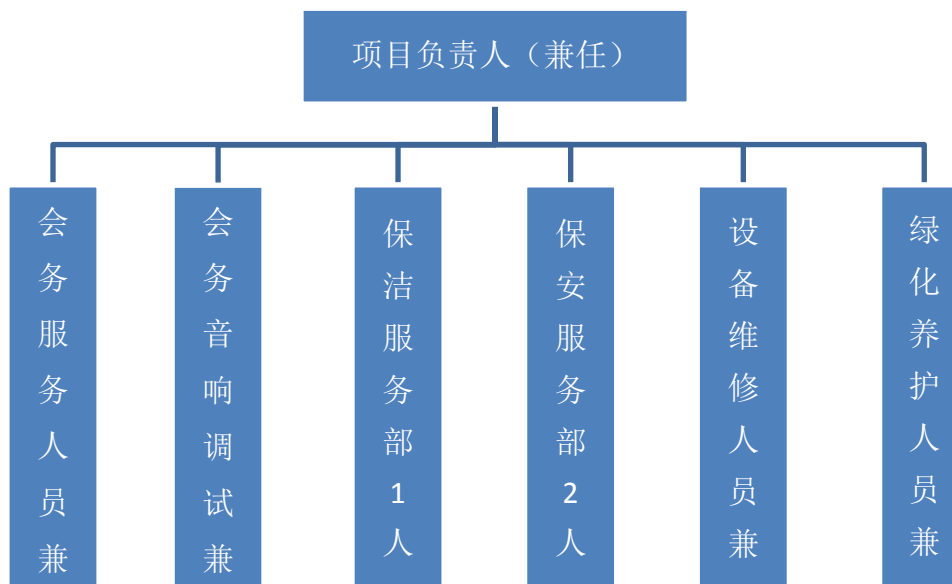 项目负责人（兼任）
会务服务人员兼
会务音响调试兼
保洁服务部1人
保安服务部2人
设备维修人员兼
绿化养护人员兼